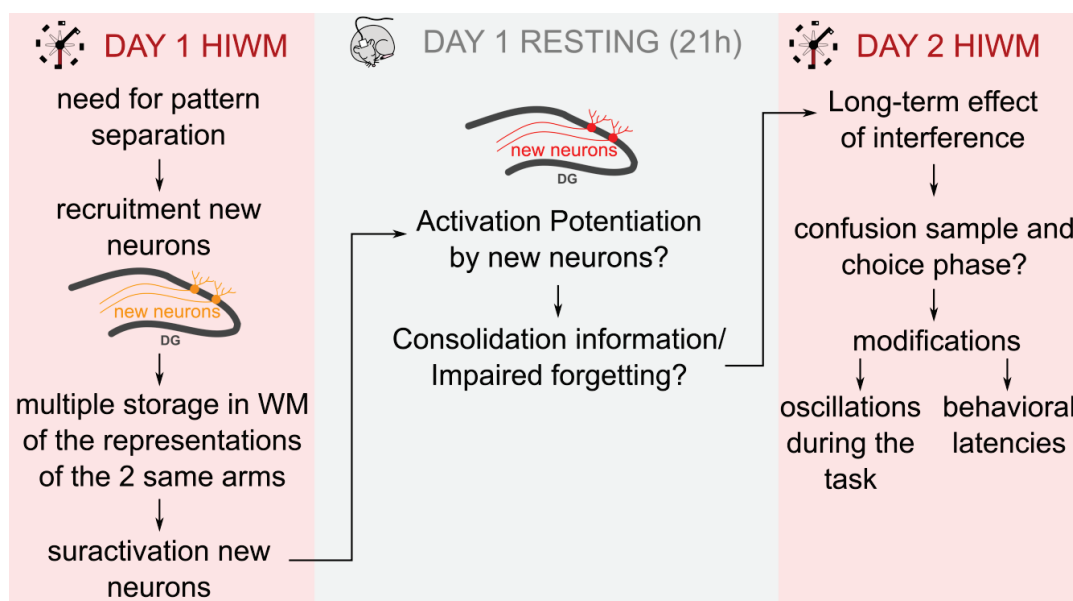 DAY 1 HIWM
need for pattern
separation
recruitment new
neurons
new neurons
DG
multiple storage in WM
of the representations
of the 2 same arms
suractivation new
neurons
DAY 1 RESTING (21h)
new neurons
DG
Activation Potentiation
by new neurons?
Consolidation information/
Impaired forgetting?
DAY 2 HIWM
Long-term effect
of interference
confusion sample and
choice phase?
modifications
oscillations
during the
task
behavioral
latencies